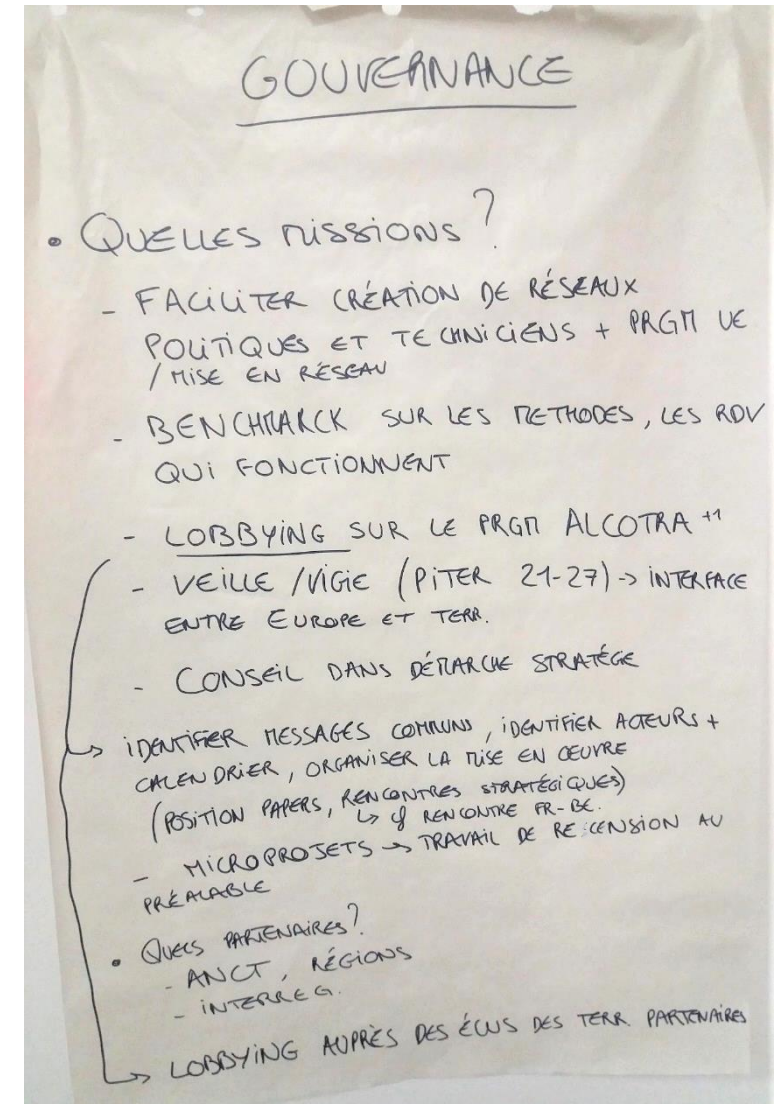 GOUVERNANCE
• QUELLES MISSIONS ?
- FACILITER CRÉATION DE RÉSEAUX
POLITIQUES ET TECHNICIENS + PRGM UE
/ MISE EN RÉSEAU
- BENCHMARCK SUR LES METHODES, LES RDV
QUI FONCTIONNENT
- LOBBYING SUR LE PRGM ALCOTRA +1
- VEILLE / VIGIE (PITER 21-27) -> INTERFACE
ENTRE EUROPE ET TERR.
- CONSEIL DANS DÉMARCHE STRATÉGE
-> IDENTIFIER MESSAGES COMMUNS, IDENTIFIER ACTEURS +
CALENDRIER, ORGANISER LA MISE EN ŒUVRE
(POSITION PAPERS, RENCONTRES STRATÉGIQUES)
-> cf RENCONTRE FR-BE.
- MICROPROJETS -> TRAVAIL DE RECENSION AU
PRÉALABLE
• QUELS PARTENAIRES ?
- ANCT, RÉGIONS
- INTERREG.
-> LOBBYING AUPRÈS DES ÉLUS DES TERR. PARTENAIRES